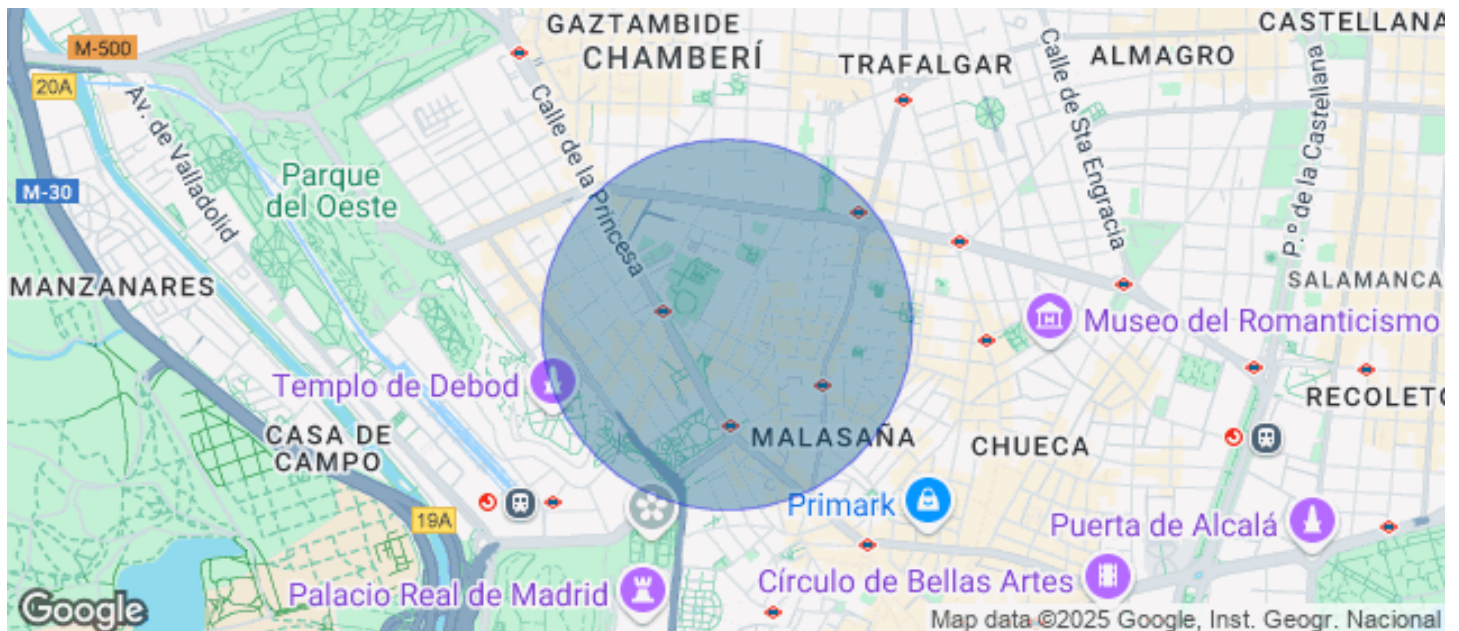 GAZTAMBIDE
CHAMBERÍ
TRAFALGAR
ALMAGRO
CASTELLANA
M-500
20A
Av. de Valladolid
Calle de la Princesa
Calle de Sta Engracia
P.º de la Castellana
Parque
del Oeste
M-30
MANZANARES
SALAMANCA
Museo del Romanticismo
Templo de Debod
RECOLETO
CASA DE
CAMPO
MALASAÑA
CHUECA
19A
Primark
Puerta de Alcalá
Palacio Real de Madrid
Círculo de Bellas Artes
Google
Map data ©2025 Google, Inst. Geogr. Nacional